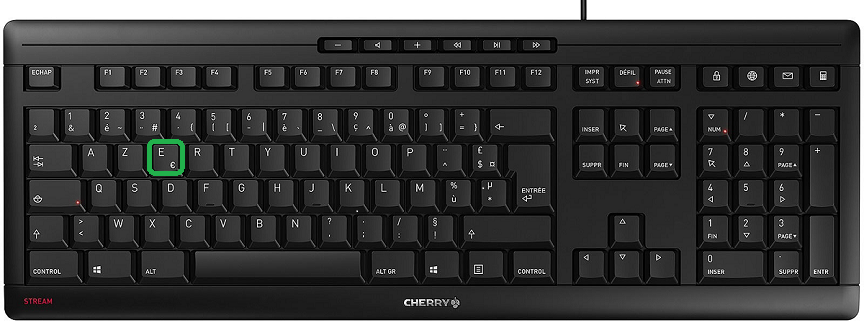 − +
ECHAP F1 F2 F3 F4 F5 F6 F7 F8 F9 F10 F11 F12 IMPR SYST DÉFIL PAUSE ATTN
² 1 & 2 é ~ 3 " # 4 ' { 5 ( [ 6 - | 7 è ` 8 _ \ 9 ç ^ 0 à @ ° ) ] + = } INSER PAGE NUM / * −
A Z E € R T Y U I O P ¨ ^ £ $ ¤ SUPPR FIN PAGE 7 8 9 PAGE +
Q S D F G H J K L M % ù µ * ENTRÉE 4 5 6
> < W X C V B N ? , . ; / : § ! 1 FIN 2 3 PAGE
CONTROL ALT ALT GR CONTROL 0 INSER . SUPPR ENTR
STREAM CHERRY